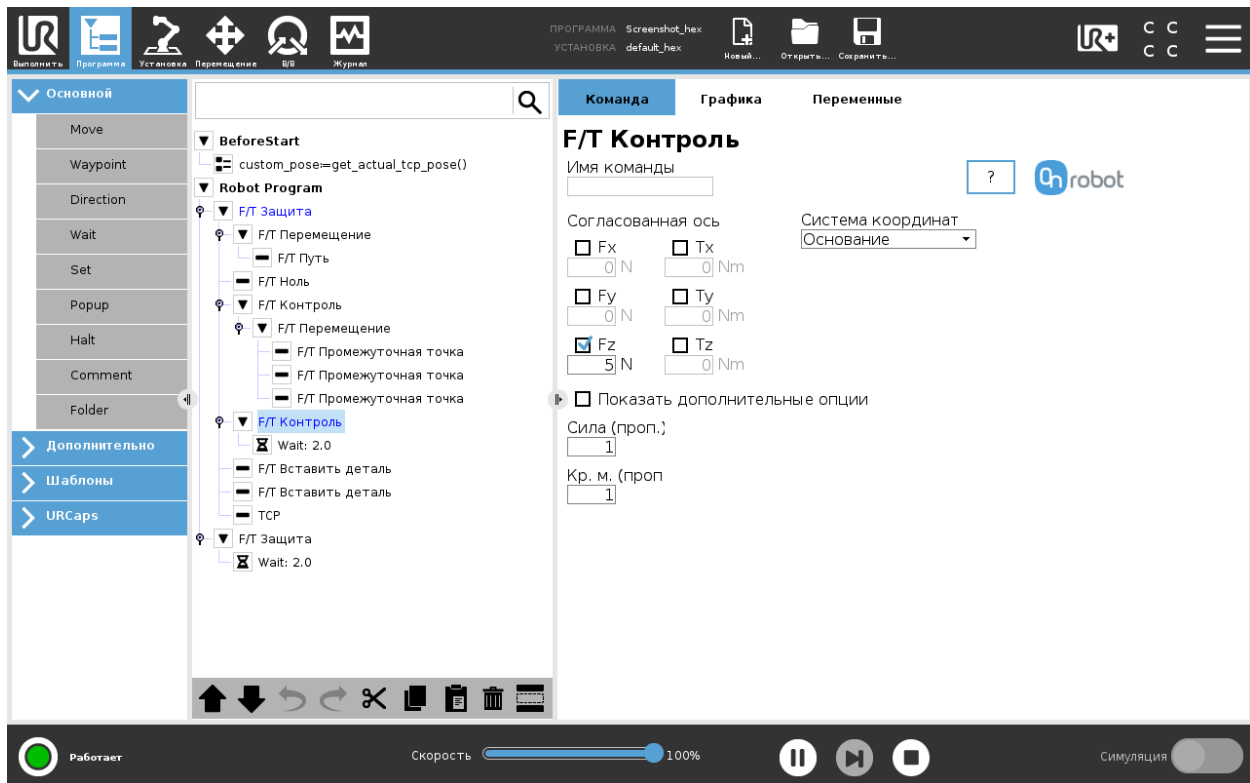 ПРОГРАММА Screenshot_hex
УСТАНОВКА default_hex
Выполнить Программа Установка Перемещение В/В Журнал
Новый... Открыть... Сохранить...
UR+
C C
C C
Основной
Move
Waypoint
Direction
Wait
Set
Popup
Halt
Comment
Folder
Дополнительно
Шаблоны
URCaps
BeforeStart
custom_pose≔get_actual_tcp_pose()
Robot Program
F/T Защита
F/T Перемещение
F/T Путь
F/T Ноль
F/T Контроль
F/T Перемещение
F/T Промежуточная точка
F/T Промежуточная точка
F/T Промежуточная точка
F/T Контроль
Wait: 2.0
F/T Вставить деталь
F/T Вставить деталь
TCP
F/T Защита
Wait: 2.0
Команда Графика Переменные
F/T Контроль
Имя команды
? On robot
Согласованная ось Система координат
Fx Tx Основание
0 N 0 Nm
Fy Ty
0 N 0 Nm
Fz Tz
5 N 0 Nm
Показать дополнительные опции
Сила (проп.)
1
Кр. м. (проп
1
Работает Скорость 100% Симуляция